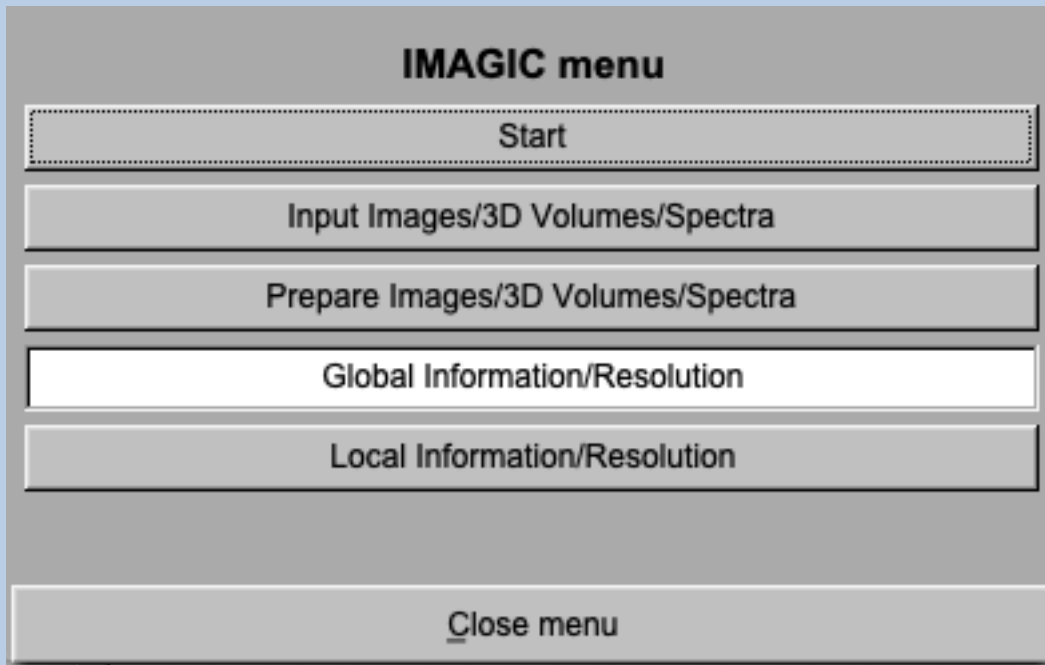 IMAGIC menu
Start
Input Images/3D Volumes/Spectra
Prepare Images/3D Volumes/Spectra
Global Information/Resolution
Local Information/Resolution
Close menu